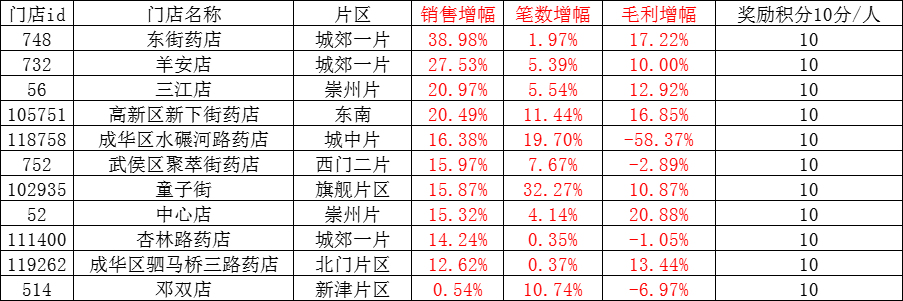 门店id 门店名称 片区 销售增幅 笔数增幅 毛利增幅 奖励积分10分/人
748 东街药店 城郊一片 38.98% 1.97% 17.22% 10
732 羊安店 城郊一片 27.53% 5.39% 10.00% 10
56 三江店 崇州片 20.97% 5.54% 12.92% 10
105751 高新区新下街药店 东南 20.49% 11.44% 16.85% 10
118758 成华区水碾河路药店 城中片 16.38% 19.70% -58.37% 10
752 武侯区聚萃街药店 西门二片 15.97% 7.67% -2.89% 10
102935 童子街 旗舰片区 15.87% 32.27% 10.87% 10
52 中心店 崇州片 15.32% 4.14% 20.88% 10
111400 杏林路药店 城郊一片 14.24% 0.35% -1.05% 10
119262 成华区驷马桥三路药店 北门片区 12.62% 0.37% 13.44% 10
514 邓双店 新津片区 0.54% 10.74% -6.97% 10